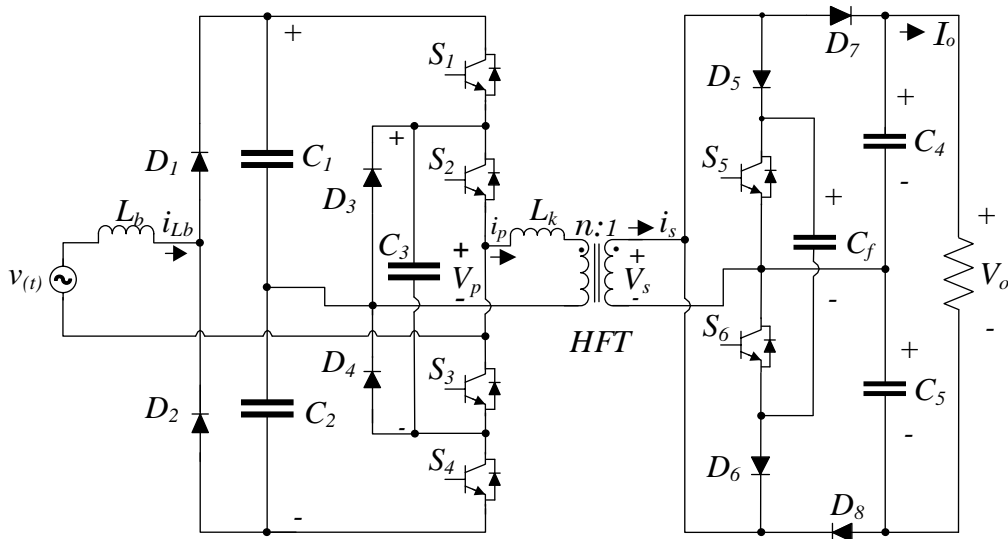 +
S1
D7
Io
D5
+
D1
C1
+
D3
S2
S5
+
C4
-
Lb
iLb
C3
ip
Lk
n:1
is
Cf
+
Vo
-
v(t)
+
Vp
-
+
Vs
-
-
S6
HFT
+
C5
-
D4
S3
D2
C2
-
S4
D6
D8
-